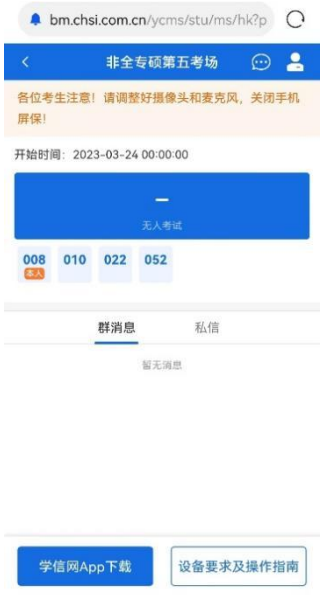 bm.chsi.com.cn/ycms/stu/ms/hk?p
非全专硕第五考场
各位考生注意！请调整好摄像头和麦克风，关闭手机
屏保！
开始时间：2023-03-24 00:00:00
–
无人考试
008 010 022 052
本人
群消息 私信
暂无消息
学信网App下载 设备要求及操作指南